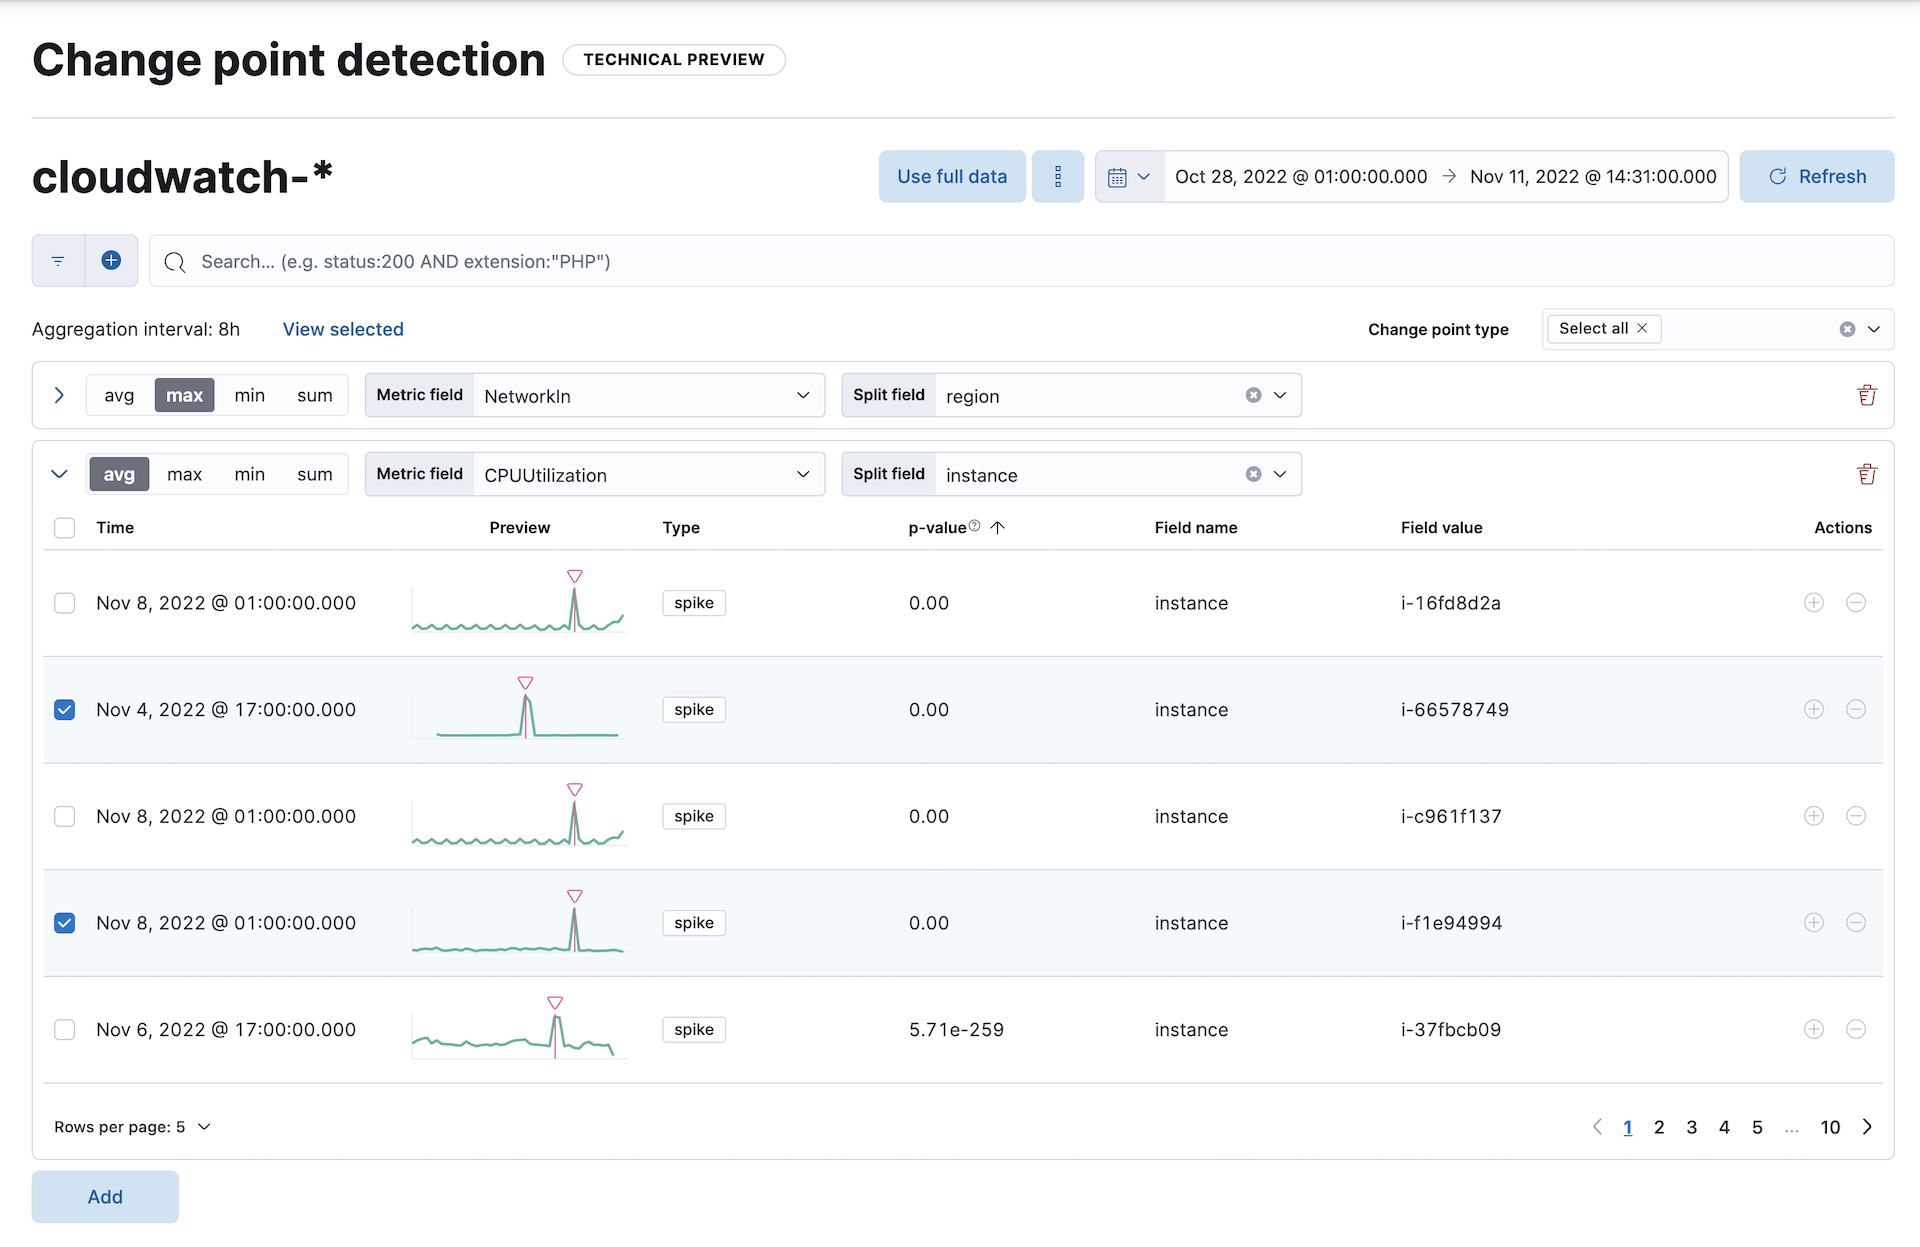 Change point detection TECHNICAL PREVIEW
cloudwatch-* Use full data Oct 28, 2022 @ 01:00:00.000 → Nov 11, 2022 @ 14:31:00.000 Refresh
Search... (e.g. status:200 AND extension:"PHP")
Aggregation interval: 8h View selected Change point type Select all
avg max min sum Metric field NetworkIn Split field region
avg max min sum Metric field CPUUtilization Split field instance
Time Preview Type p-value Field name Field value Actions
Nov 8, 2022 @ 01:00:00.000 spike 0.00 instance i-16fd8d2a
Nov 4, 2022 @ 17:00:00.000 spike 0.00 instance i-66578749
Nov 8, 2022 @ 01:00:00.000 spike 0.00 instance i-c961f137
Nov 8, 2022 @ 01:00:00.000 spike 0.00 instance i-f1e94994
Nov 6, 2022 @ 17:00:00.000 spike 5.71e-259 instance i-37fbcb09
Rows per page: 5 1 2 3 4 5 ... 10
Add